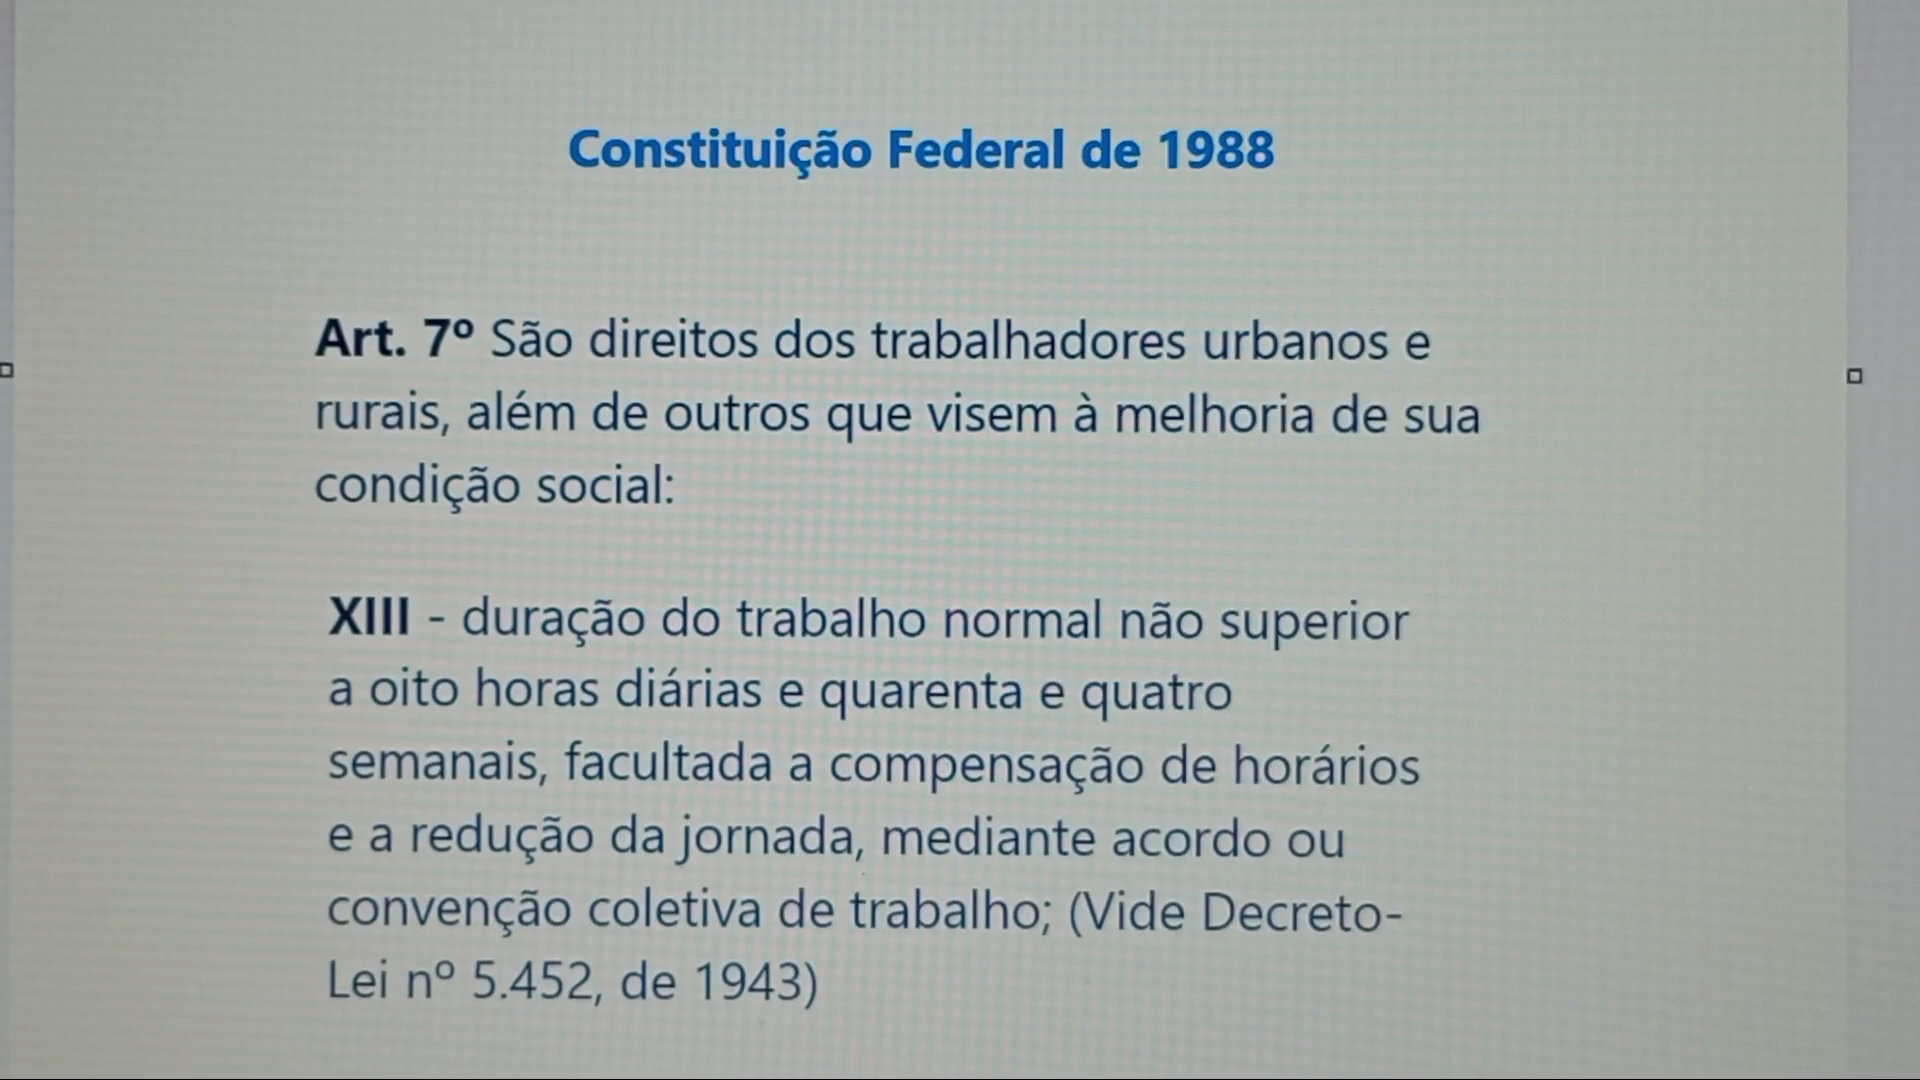 Constituição Federal de 1988
Art. 7º São direitos dos trabalhadores urbanos e
rurais, além de outros que visem à melhoria de sua
condição social:
XIII - duração do trabalho normal não superior
a oito horas diárias e quarenta e quatro
semanais, facultada a compensação de horários
e a redução da jornada, mediante acordo ou
convenção coletiva de trabalho; (Vide Decreto-
Lei nº 5.452, de 1943)